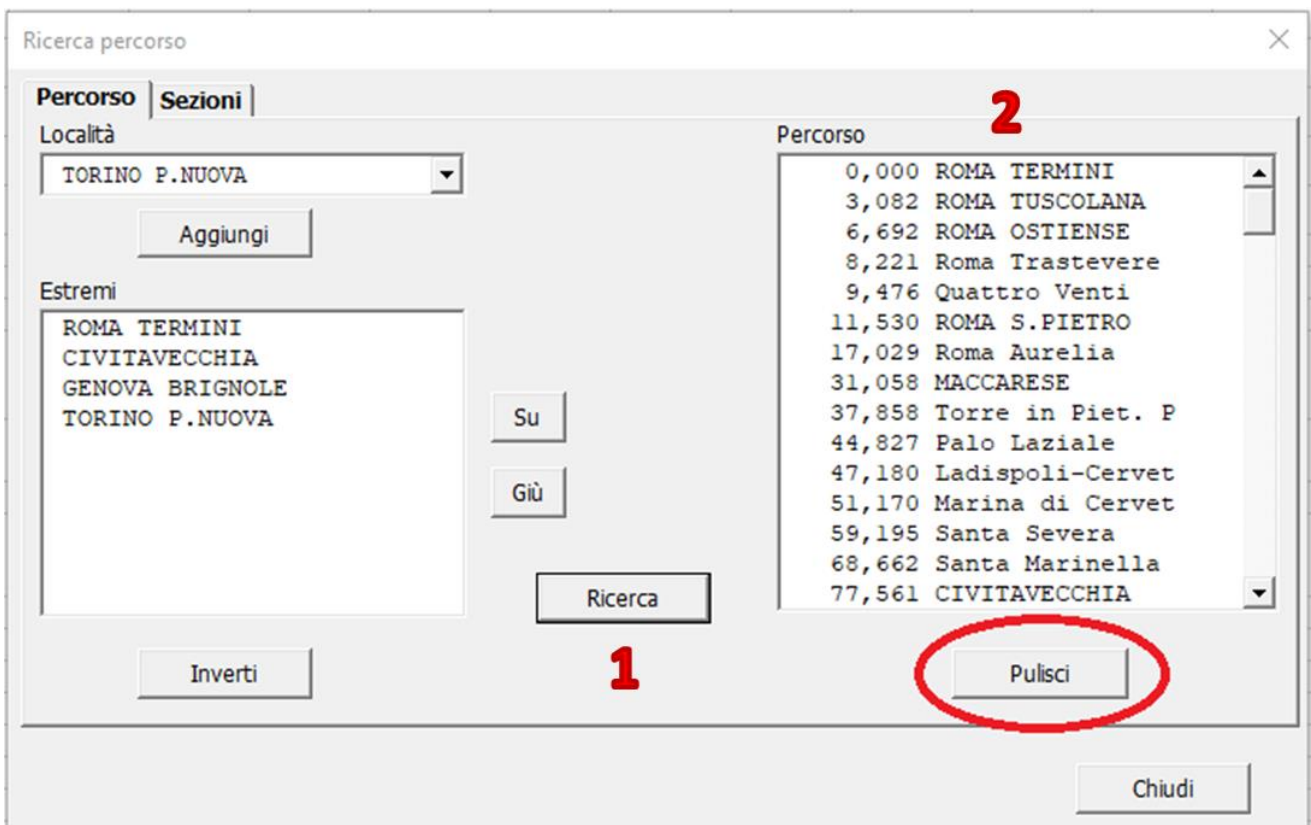 Ricerca percorso
Percorso Sezioni
Località
TORINO P.NUOVA
Aggiungi
Estremi
ROMA TERMINI
CIVITAVECCHIA
GENOVA BRIGNOLE
TORINO P.NUOVA
Su
Giù
Ricerca
1
Inverti
2
Percorso
0,000 ROMA TERMINI
3,082 ROMA TUSCOLANA
6,692 ROMA OSTIENSE
8,221 Roma Trastevere
9,476 Quattro Venti
11,530 ROMA S.PIETRO
17,029 Roma Aurelia
31,058 MACCARESE
37,858 Torre in Piet. P
44,827 Palo Laziale
47,180 Ladispoli-Cervet
51,170 Marina di Cervet
59,195 Santa Severa
68,662 Santa Marinella
77,561 CIVITAVECCHIA
Pulisci
Chiudi